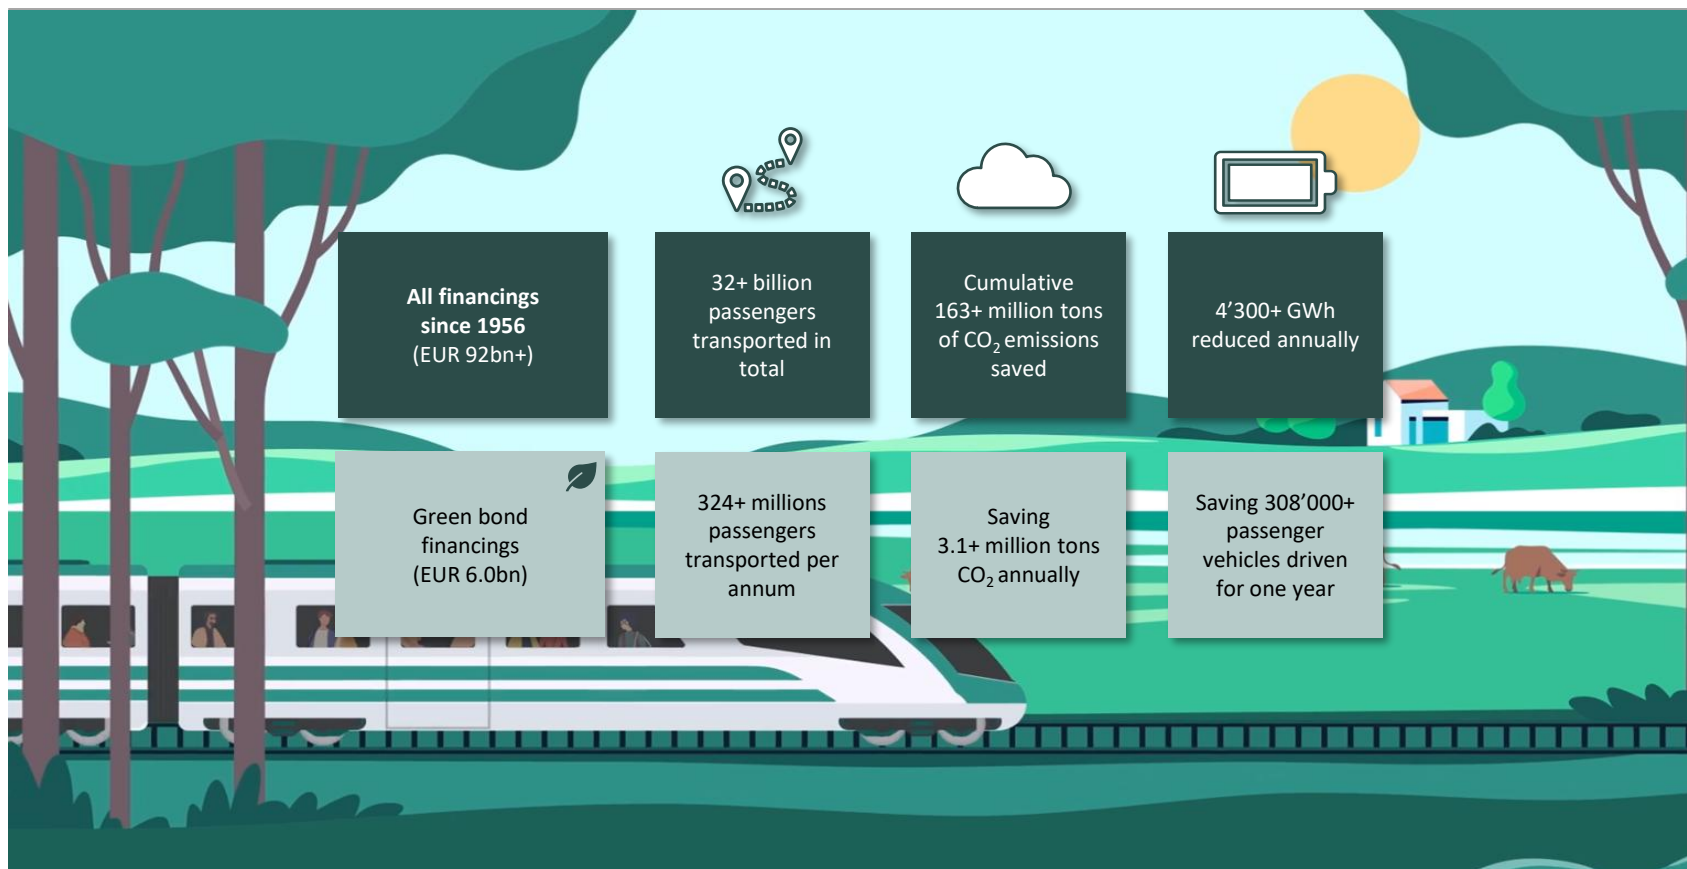 All financings
since 1956
(EUR 92bn+)
32+ billion
passengers
transported in
total
Cumulative
163+ million tons
of CO₂ emissions
saved
4’300+ GWh
reduced annually
Green bond
financings
(EUR 6.0bn)
324+ millions
passengers
transported per
annum
Saving
3.1+ million tons
CO₂ annually
Saving 308’000+
passenger
vehicles driven
for one year